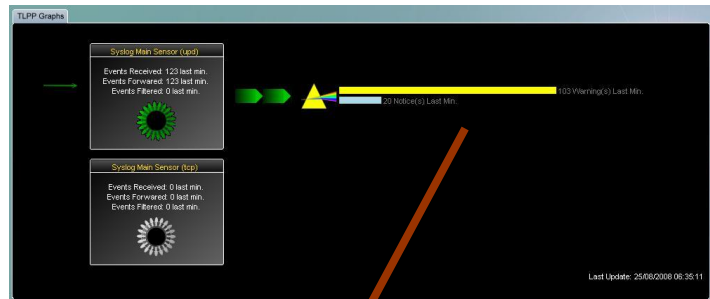 TLPP Graphs
Syslog Main Sensor (upd)
Events Received: 123 last min.
Events Forwared: 123 last min.
Events Filtered: 0 last min.
103 Warning(s) Last Min.
20 Notice(s) Last Min.
Syslog Main Sensor (tcp)
Events Received: 0 last min.
Events Forwared: 0 last min.
Events Filtered: 0 last min.
Last Update: 25/08/2008 06:35:11